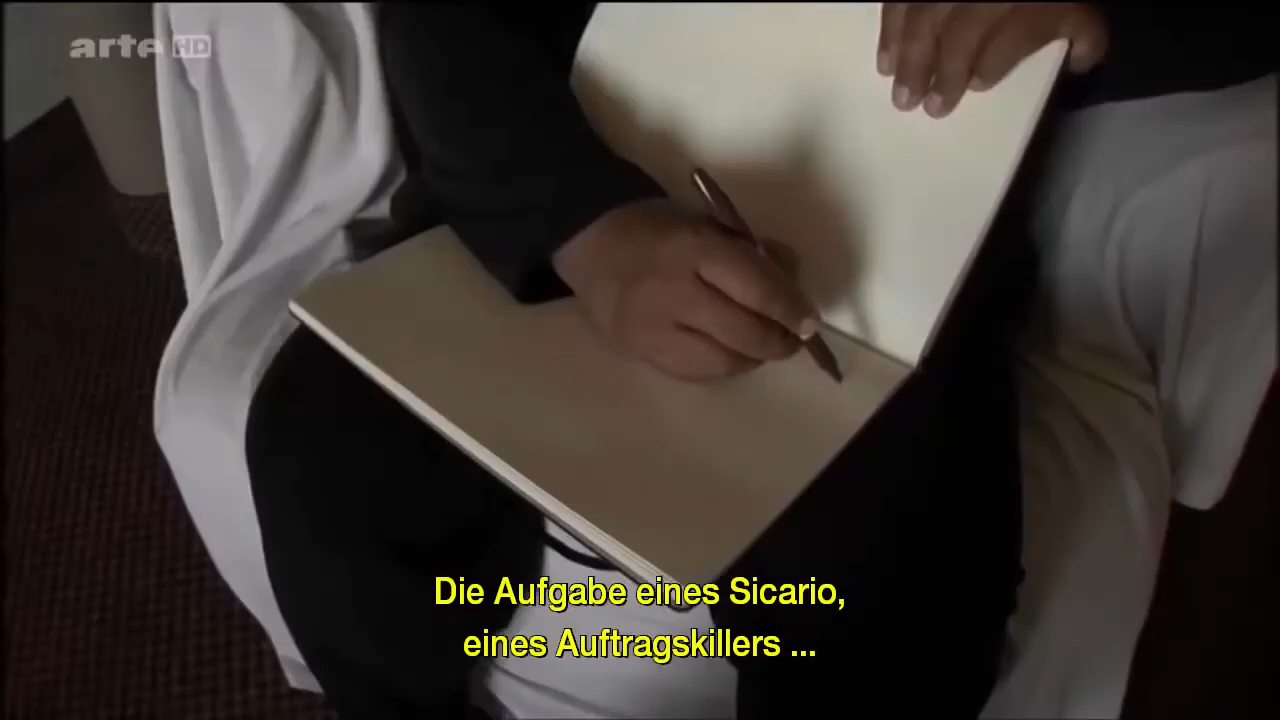 arte HD
Die Aufgabe eines Sicario,
eines Auftragskillers ...